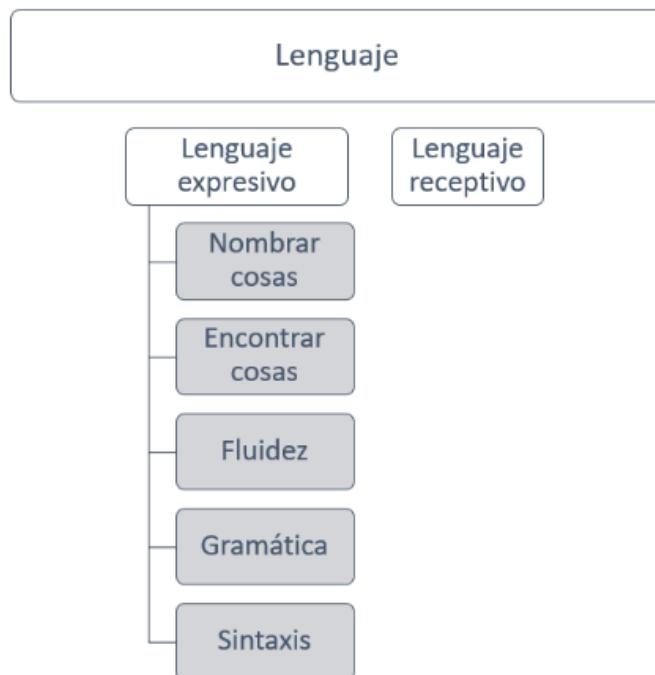 Lenguaje
Lenguaje
expresivo
Lenguaje
receptivo
Nombrar
cosas
Encontrar
cosas
Fluidez
Gramática
Sintaxis